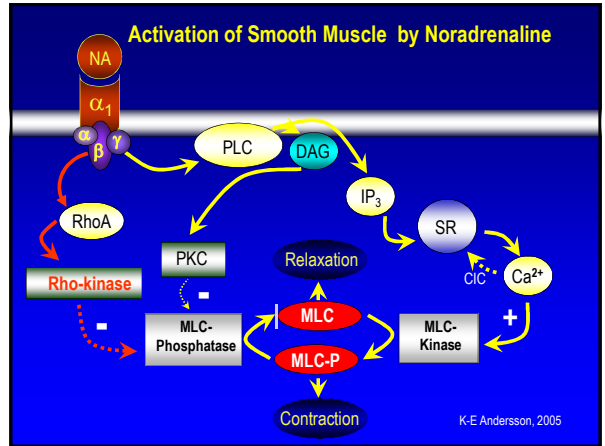 Activation of Smooth Muscle by Noradrenaline
NA
α1
α
β
γ
PLC
DAG
IP3
SR
RhoA
PKC
Relaxation
CIC
Ca2+
Rho-kinase
-
-
+
MLC
MLC-
Phosphatase
MLC-
Kinase
MLC-P
Contraction
K-E Andersson, 2005